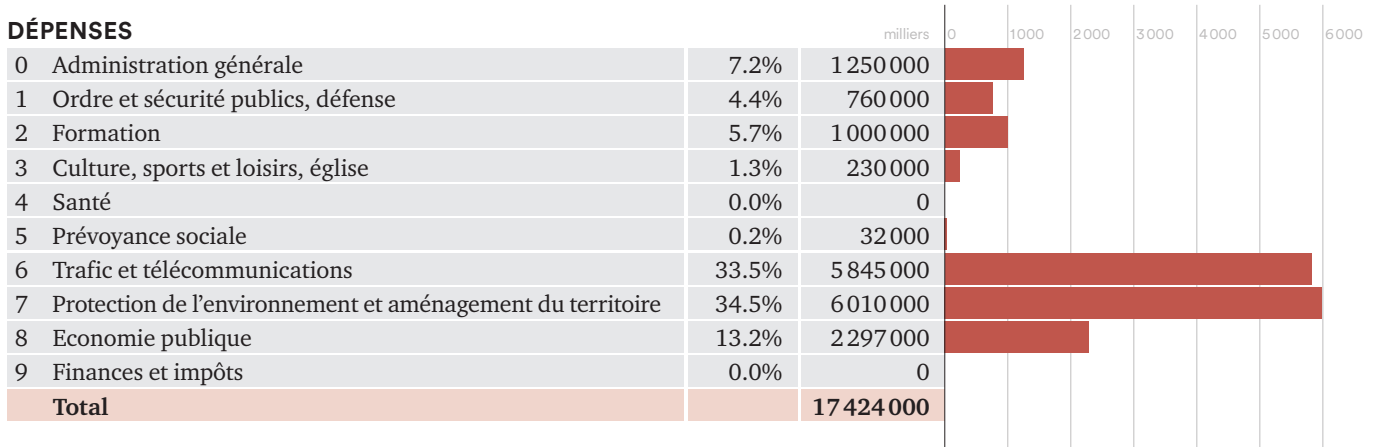 DÉPENSES milliers 0 1000 2000 3000 4000 5000 6000
0 Administration générale 7.2% 1 250 000
1 Ordre et sécurité publics, défense 4.4% 760 000
2 Formation 5.7% 1 000 000
3 Culture, sports et loisirs, église 1.3% 230 000
4 Santé 0.0% 0
5 Prévoyance sociale 0.2% 32 000
6 Trafic et télécommunications 33.5% 5 845 000
7 Protection de l’environnement et aménagement du territoire 34.5% 6 010 000
8 Economie publique 13.2% 2 297 000
9 Finances et impôts 0.0% 0
Total 17 424 000